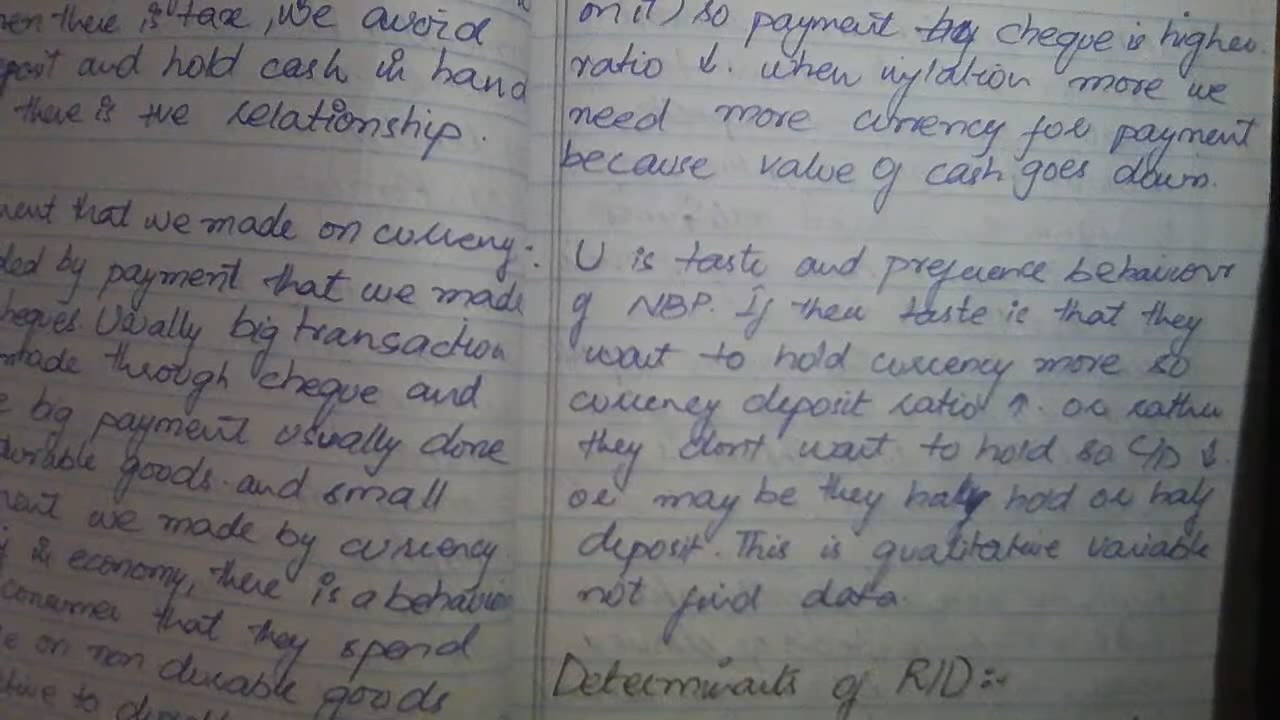 there is tax, we avoid
and hold cash in hand
there is +ve relationship.
that we made on currency:
by payment that we made
Usually big transaction
made through cheque and
big payment usually done
durable goods and small
we made by currency
in economy, there is a behavior
consumer that they spend
on non durable goods
to
on it) so payment by cheque is higher
ratio ↓. when inflation more we
need more currency for payment
because value of cash goes down.
U is taste and preference behaviour
of NBP. If their taste is that they
want to hold currency more so
currency deposit ratio ↑. or rather
they don't want to hold so C/D ↓.
or may be they half hold or half
deposit. This is qualitative variable
not find data.
Determinants of R/D:-